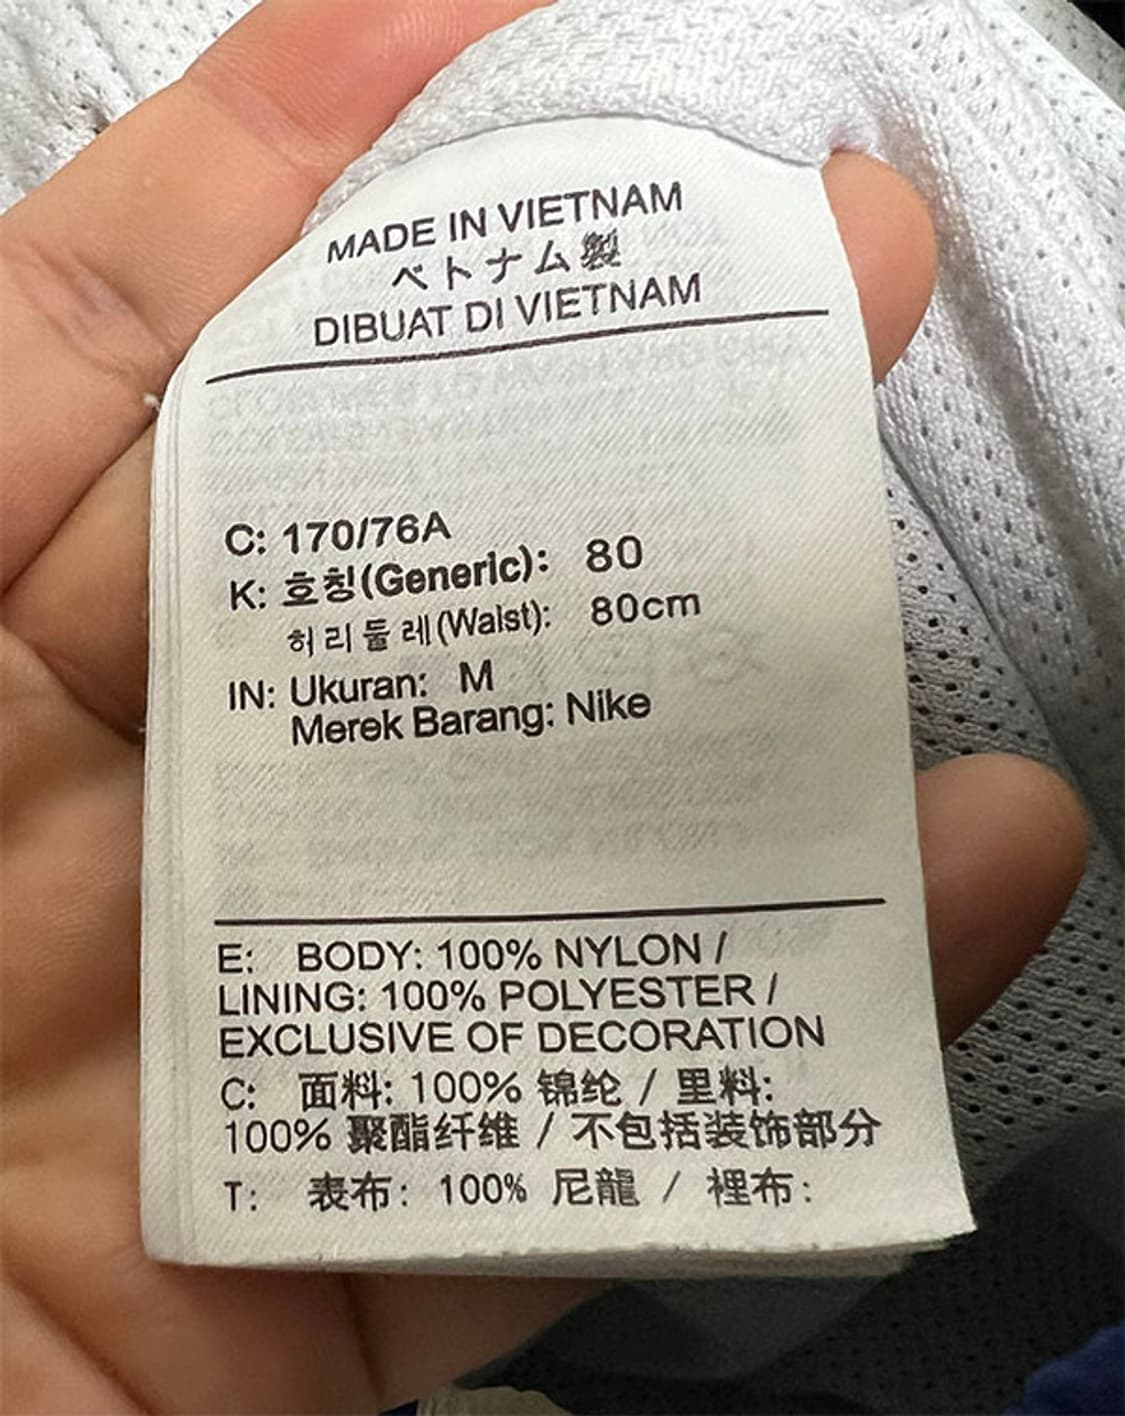 MADE IN VIETNAM
ベトナム製
DIBUAT DI VIETNAM
C: 170/76A
K: 호칭(Generic): 80
허리둘레(Waist): 80cm
IN: Ukuran: M
Merek Barang: Nike
E: BODY: 100% NYLON /
LINING: 100% POLYESTER /
EXCLUSIVE OF DECORATION
C: 面料: 100% 锦纶 / 里料:
100% 聚酯纤维 / 不包括装饰部分
T: 表布: 100% 尼龍 / 裡布: